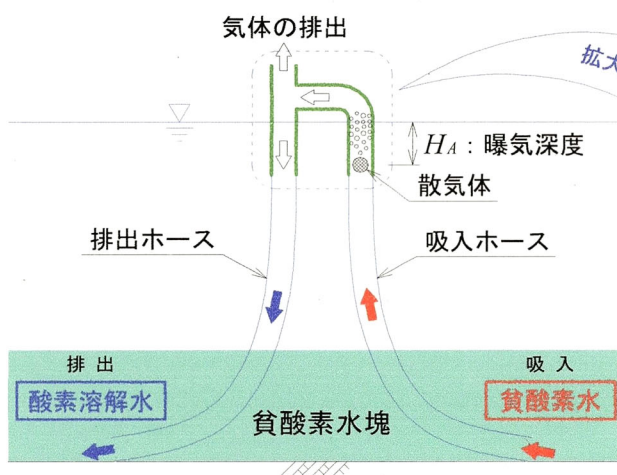 気体の排出
拡大
HA：曝気深度
散気体
排出ホース
吸入ホース
排出
吸入
酸素溶解水
貧酸素水
貧酸素水塊